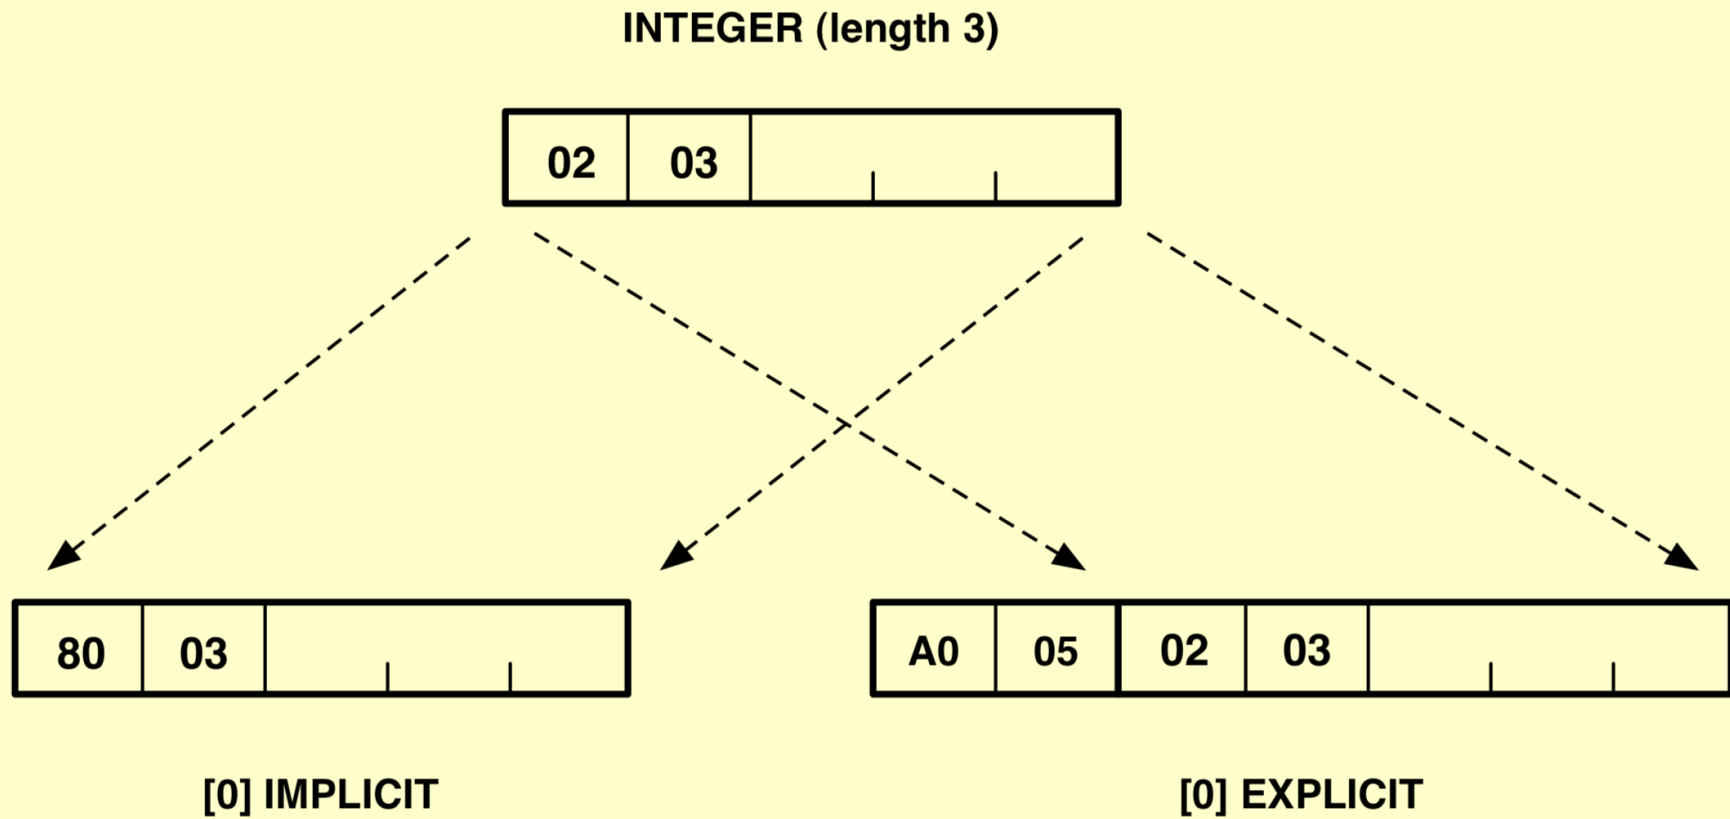 INTEGER (length 3)
02 03
80 03
A0 05 02 03
[0] IMPLICIT
[0] EXPLICIT